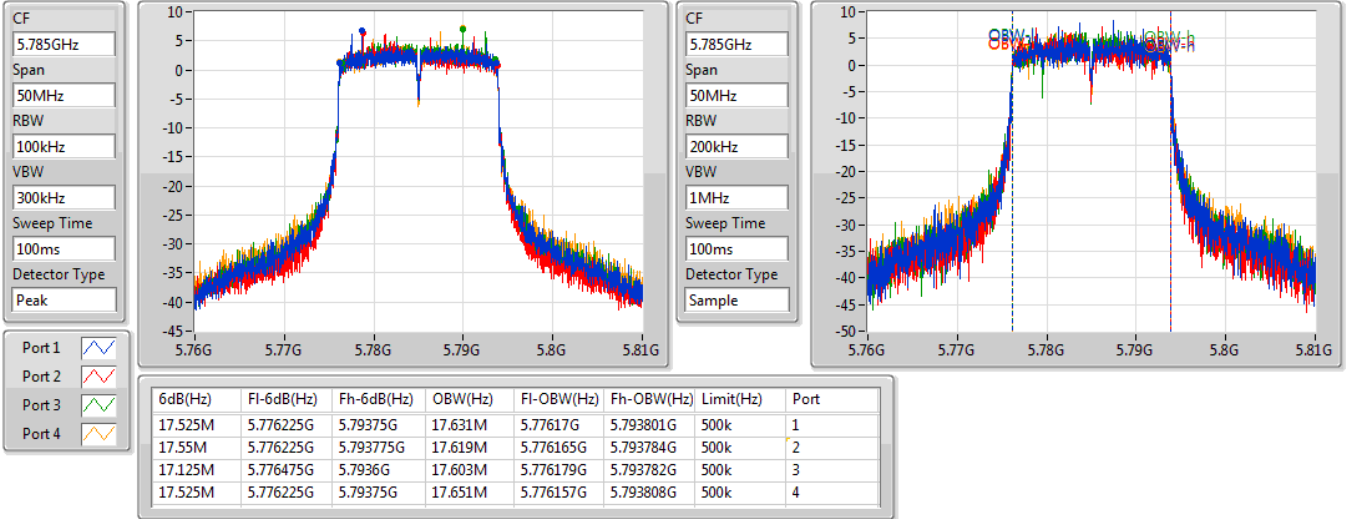 CF
5.785GHz
Span
50MHz
RBW
100kHz
VBW
300kHz
Sweep Time
100ms
Detector Type
Peak
Port 1
Port 2
Port 3
Port 4
10
5
0
-5
-10
-15
-20
-25
-30
-35
-40
-45
5.76G 5.77G 5.78G 5.79G 5.8G 5.81G
CF
5.785GHz
Span
50MHz
RBW
200kHz
VBW
1MHz
Sweep Time
100ms
Detector Type
Sample
10
5
0
-5
-10
-15
-20
-25
-30
-35
-40
-45
-50
OBW-l OBW-h
5.76G 5.77G 5.78G 5.79G 5.8G 5.81G
6dB(Hz) Fl-6dB(Hz) Fh-6dB(Hz) OBW(Hz) Fl-OBW(Hz) Fh-OBW(Hz) Limit(Hz) Port
17.525M 5.776225G 5.79375G 17.631M 5.77617G 5.793801G 500k 1
17.55M 5.776225G 5.793775G 17.619M 5.776165G 5.793784G 500k 2
17.125M 5.776475G 5.7936G 17.603M 5.776179G 5.793782G 500k 3
17.525M 5.776225G 5.79375G 17.651M 5.776157G 5.793808G 500k 4